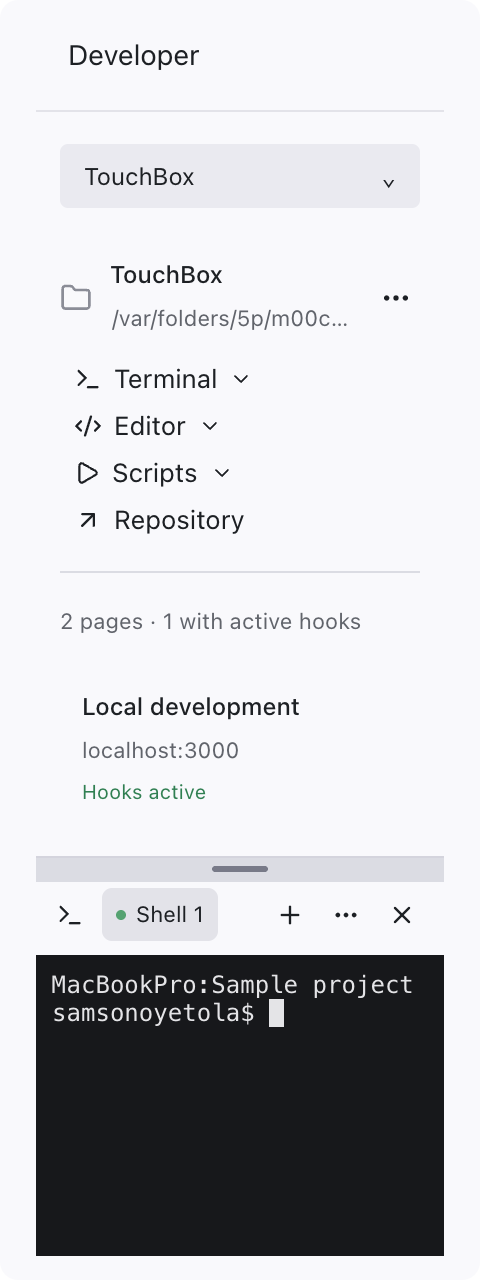 Developer
TouchBox
TouchBox
/var/folders/5p/m00c...
Terminal
Editor
Scripts
Repository
2 pages · 1 with active hooks
Local development
localhost:3000
Hooks active
Shell 1
MacBookPro:Sample project
samsonoyetola$